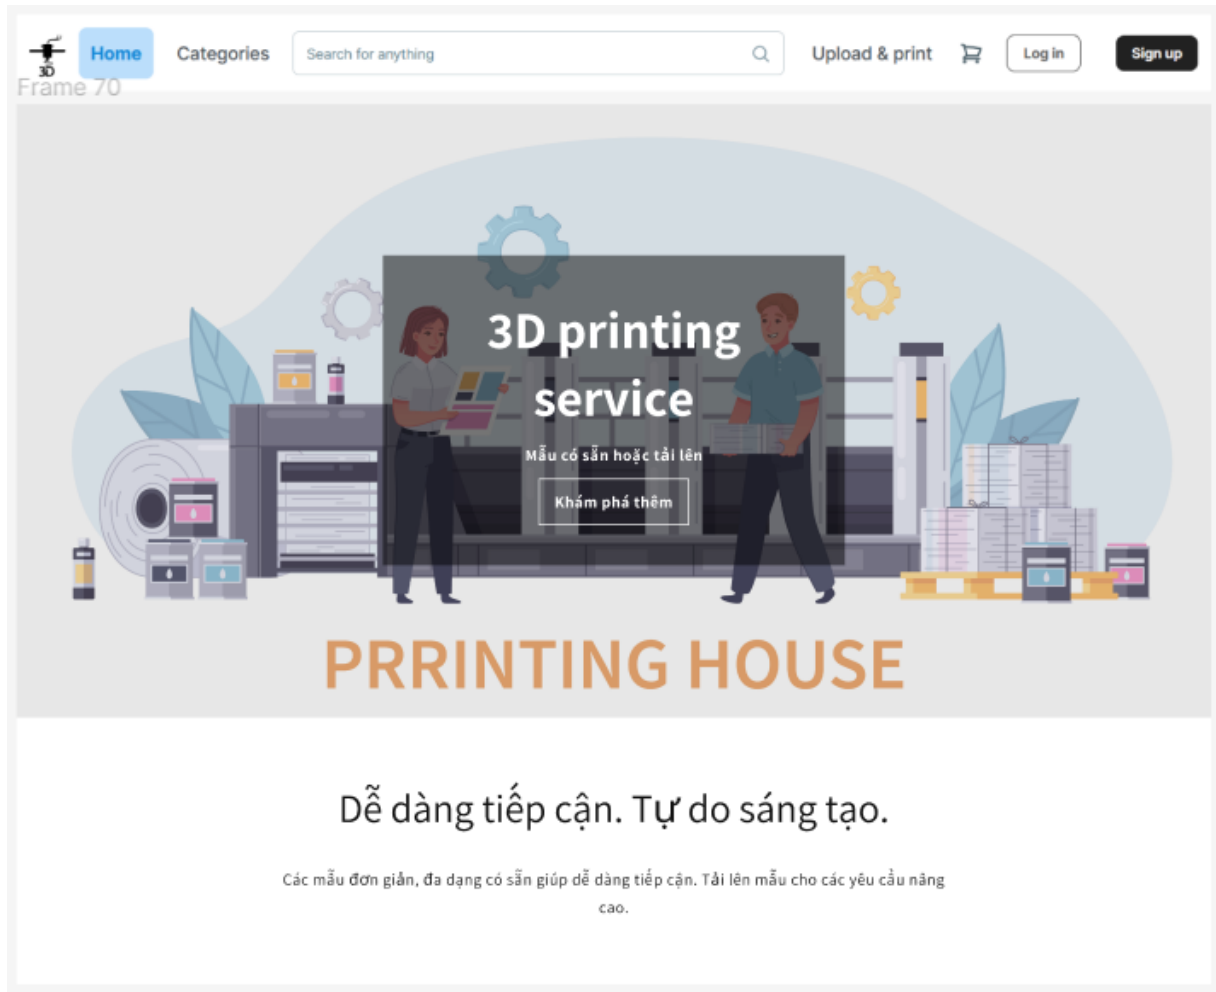 3D
Home
Categories
Search for anything
Upload & print
Log in
Sign up
Frame 70
3D printing
service
Mẫu có sẵn hoặc tải lên
Khám phá thêm
PRRINTING HOUSE
Dễ dàng tiếp cận. Tự do sáng tạo.
Các mẫu đơn giản, đa dạng có sẵn giúp dễ dàng tiếp cận. Tải lên mẫu cho các yêu cầu nâng
cao.